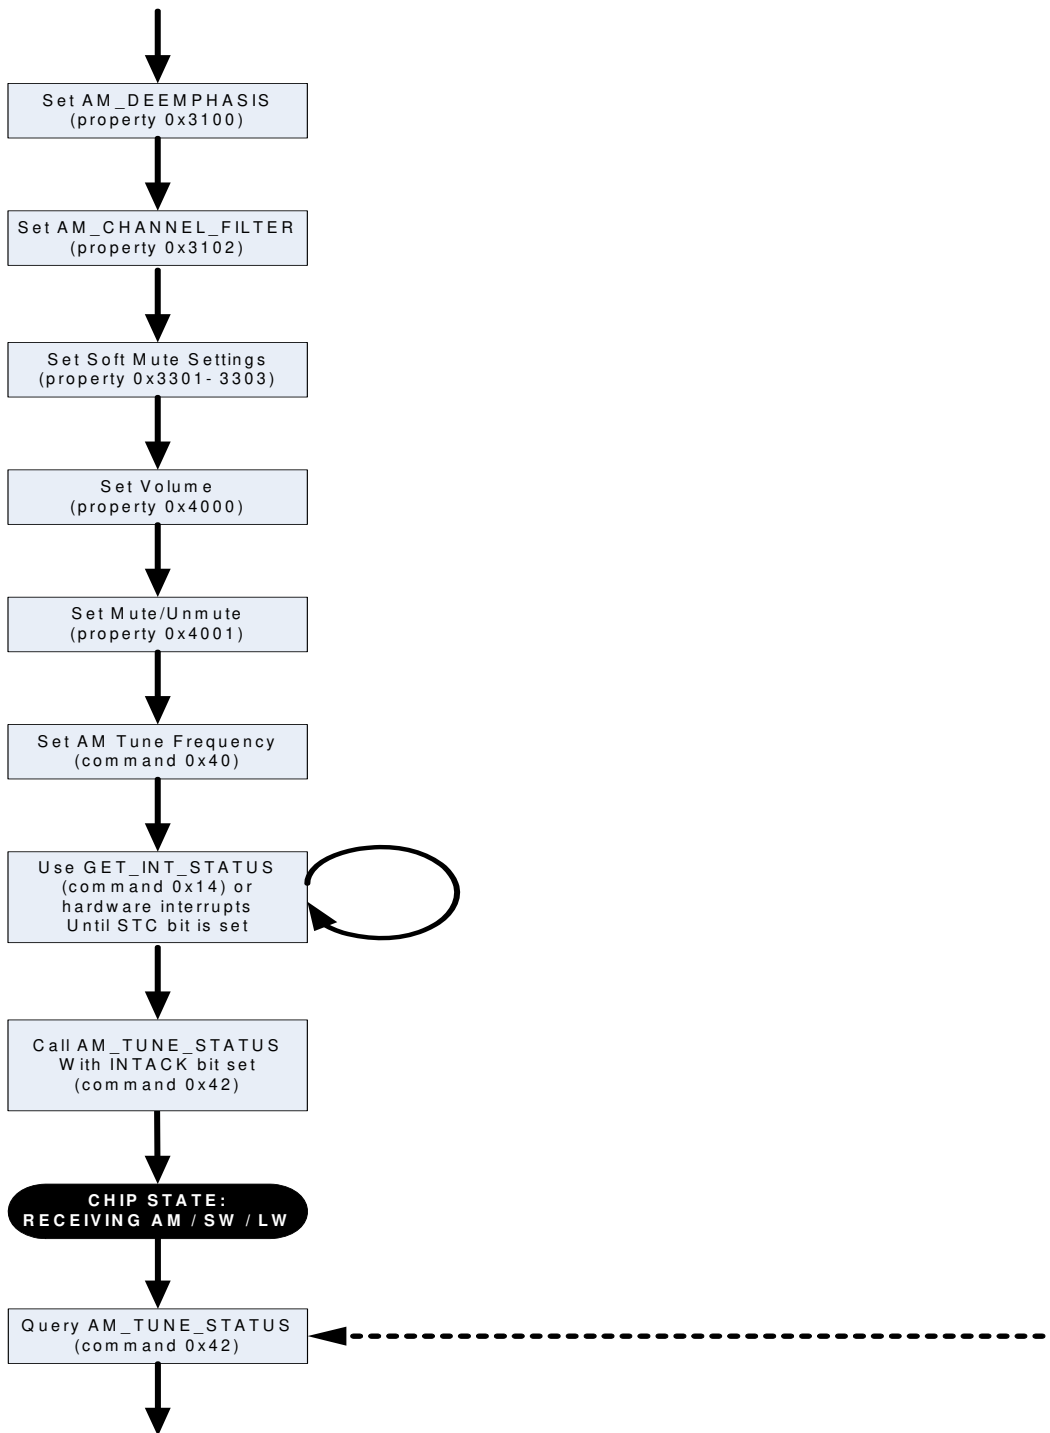 Set AM_DEEMPHASIS
(property 0x3100)
Set AM_CHANNEL_FILTER
(property 0x3102)
Set Soft Mute Settings
(property 0x3301- 3303)
Set Volume
(property 0x4000)
Set Mute/Unmute
(property 0x4001)
Set AM Tune Frequency
(command 0x40)
Use GET_INT_STATUS
(command 0x14) or
hardware interrupts
Until STC bit is set
Call AM_TUNE_STATUS
With INTACK bit set
(command 0x42)
CHIP STATE:
RECEIVING AM / SW / LW
Query AM_TUNE_STATUS
(command 0x42)